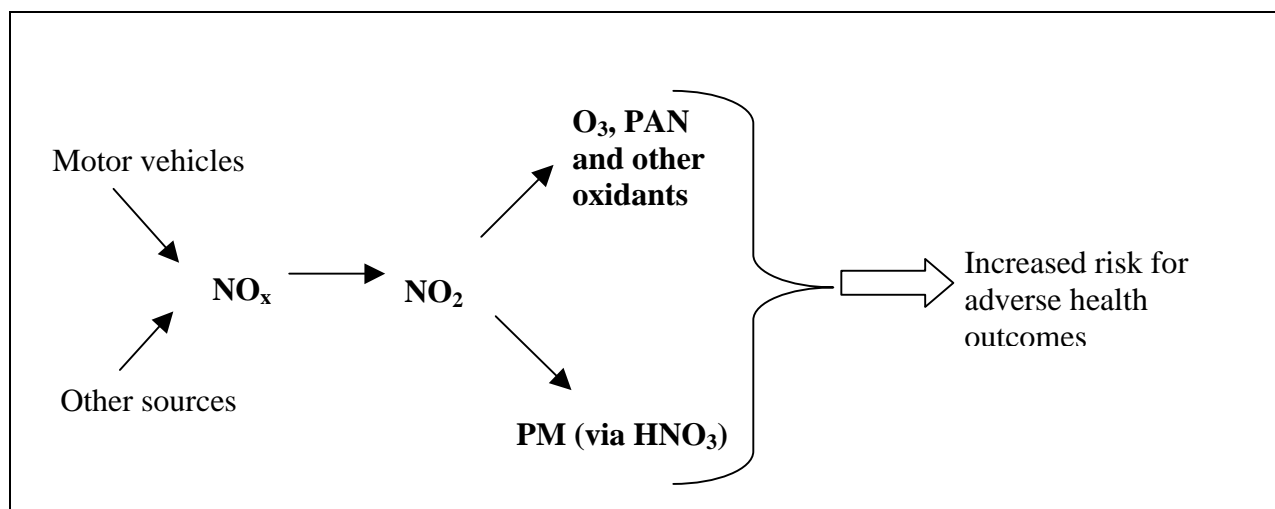 Motor vehicles
Other sources
NOₓ
NO₂
O₃, PAN
and other
oxidants
PM (via HNO₃)
Increased risk for
adverse health
outcomes